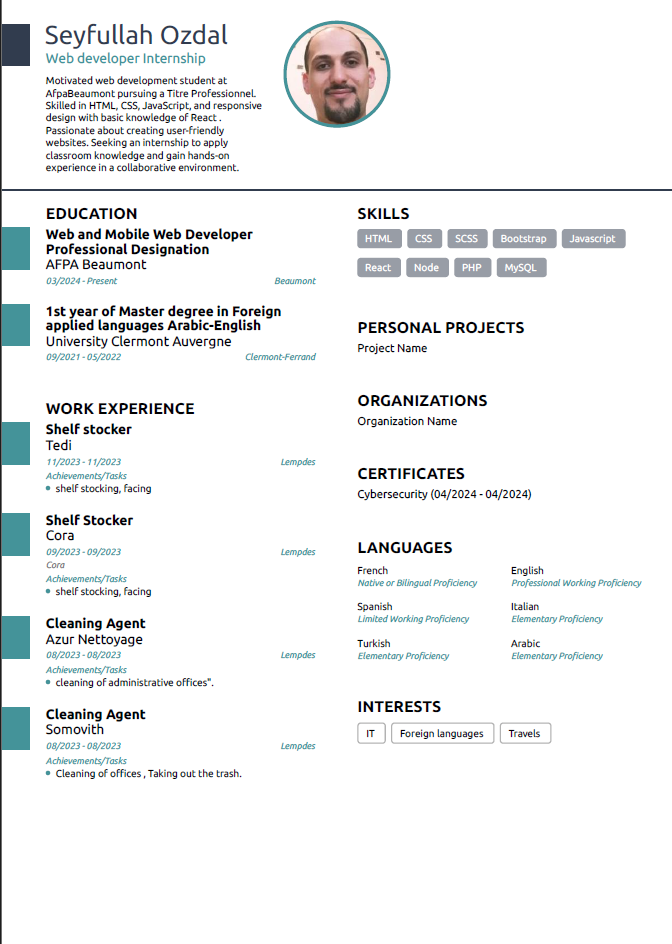 Seyfullah Ozdal
Web developer Internship
Motivated web development student at
AfpaBeaumont pursuing a Titre Professionnel.
Skilled in HTML, CSS, JavaScript, and responsive
design with basic knowledge of React .
Passionate about creating user-friendly
websites. Seeking an internship to apply
classroom knowledge and gain hands-on
experience in a collaborative environment.
EDUCATION
Web and Mobile Web Developer
Professional Designation
AFPA Beaumont
03/2024 - Present Beaumont
1st year of Master degree in Foreign
applied languages Arabic-English
University Clermont Auvergne
09/2021 - 05/2022 Clermont-Ferrand
WORK EXPERIENCE
Shelf stocker
Tedi
11/2023 - 11/2023 Lempdes
Achievements/Tasks
shelf stocking, facing
Shelf Stocker
Cora
09/2023 - 09/2023 Lempdes
Cora
Achievements/Tasks
shelf stocking, facing
Cleaning Agent
Azur Nettoyage
08/2023 - 08/2023 Lempdes
Achievements/Tasks
cleaning of administrative offices".
Cleaning Agent
Somovith
08/2023 - 08/2023 Lempdes
Achievements/Tasks
Cleaning of offices , Taking out the trash.
SKILLS
HTML CSS SCSS Bootstrap Javascript
React Node PHP MySQL
PERSONAL PROJECTS
Project Name
ORGANIZATIONS
Organization Name
CERTIFICATES
Cybersecurity (04/2024 - 04/2024)
LANGUAGES
French English
Native or Bilingual Proficiency Professional Working Proficiency
Spanish Italian
Limited Working Proficiency Elementary Proficiency
Turkish Arabic
Elementary Proficiency Elementary Proficiency
INTERESTS
IT Foreign languages Travels